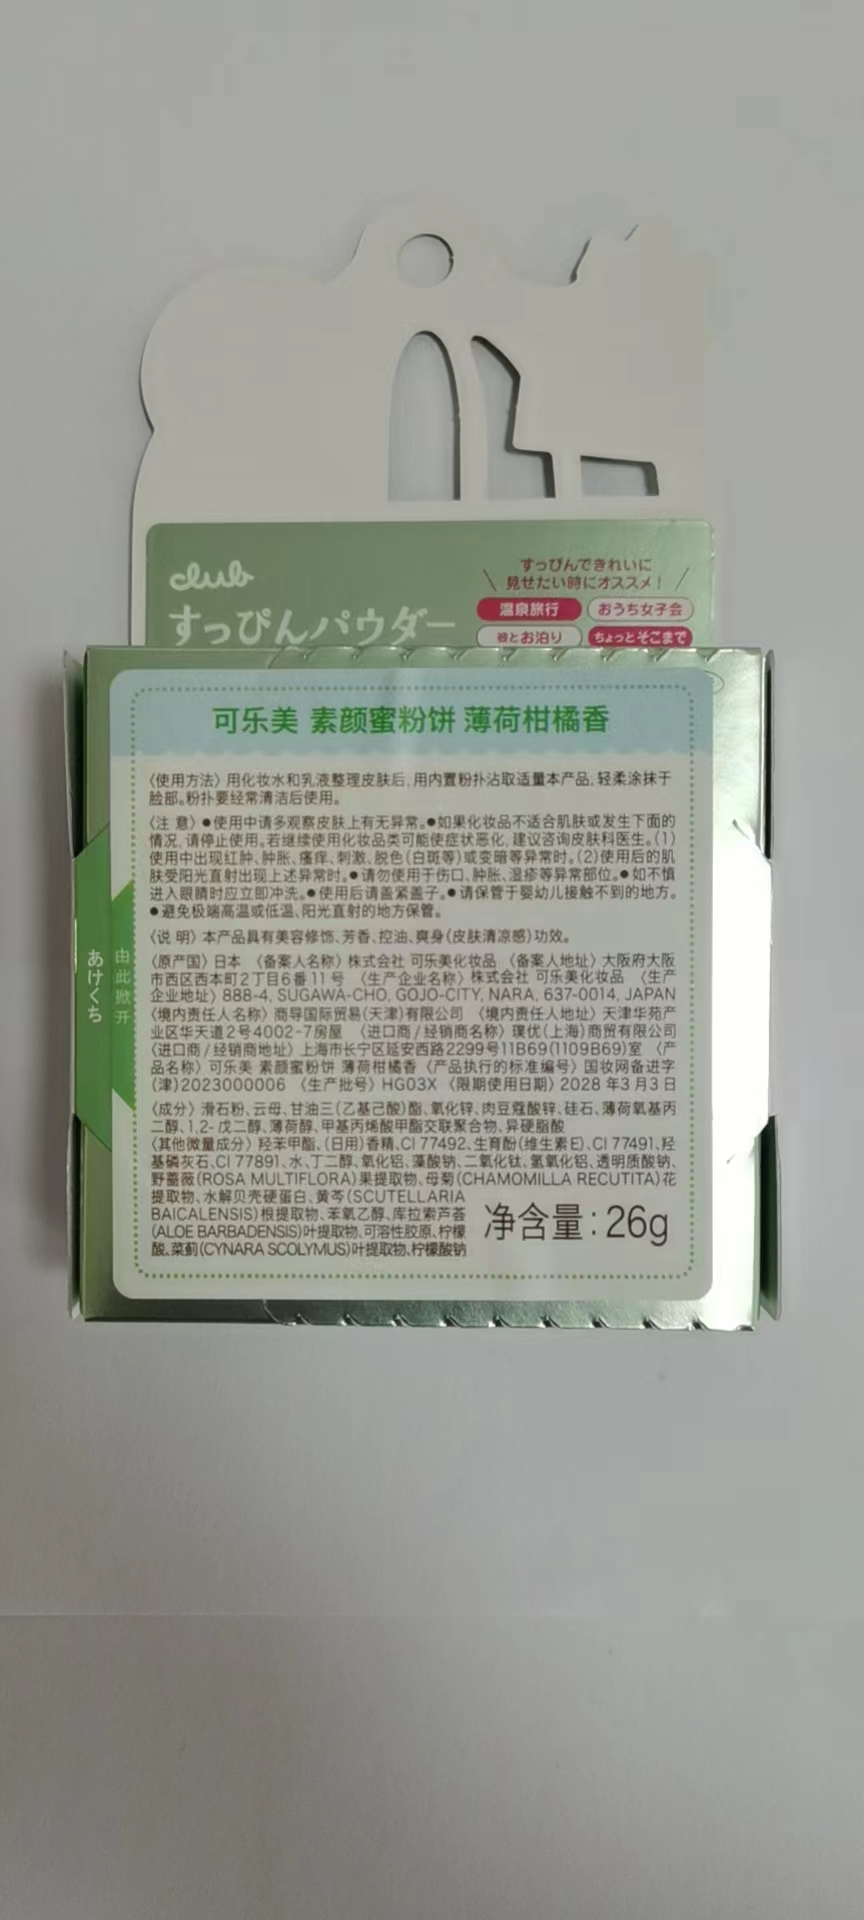 club
すっぴんパウダー
すっぴんできれいに
見せたい時にオススメ!
温泉旅行
おうち女子会
彼とお泊り
ちょっとそこまで
可乐美 素颜蜜粉饼 薄荷柑橘香
〈使用方法〉用化妆水和乳液整理皮肤后,用内置粉扑沾取适量本产品,轻柔涂抹于
脸部。粉扑要经常清洁后使用。
〈注 意〉●使用中请多观察皮肤上有无异常。●如果化妆品不适合肌肤或发生下面的
情况,请停止使用。若继续使用化妆品类可能使症状恶化,建议咨询皮肤科医生。(1)
使用中出现红肿、肿胀、瘙痒、刺激、脱色(白斑等)或变暗等异常时。(2)使用后的肌
肤受阳光直射出现上述异常时。●请勿使用于伤口、肿胀、湿疹等异常部位。●如不慎
进入眼睛时应立即冲洗。●使用后请盖紧盖子。●请保管于婴幼儿接触不到的地方。
●避免极端高温或低温、阳光直射的地方保管。
〈说 明〉本产品具有美容修饰、芳香、控油、爽身(皮肤清凉感)功效。
〈原产国〉日本 〈备案人名称〉株式会社 可乐美化妆品 〈备案人地址〉大阪府大阪
市西区西本町2丁目6番11号 〈生产企业名称〉株式会社 可乐美化妆品 〈生产
企业地址〉888-4, SUGAWA-CHO, GOJO-CITY, NARA, 637-0014, JAPAN
〈境内责任人名称〉商导国际贸易(天津)有限公司 〈境内责任人地址〉天津华苑产
业区华天道2号4002-7房屋 〈进口商/经销商名称〉璞优(上海)商贸有限公司
〈进口商/经销商地址〉上海市长宁区延安西路2299号11B69(1109B69)室 〈产
品名称〉可乐美 素颜蜜粉饼 薄荷柑橘香 〈产品执行的标准编号〉国妆网备进字
(津)2023000006 〈生产批号〉HG03X 〈限期使用日期〉2028年3月3日
〈成分〉滑石粉、云母、甘油三(乙基己酸)酯、氧化锌、肉豆蔻酸锌、硅石、薄荷氧基丙
二醇、1,2-戊二醇、薄荷醇、甲基丙烯酸甲酯交联聚合物、异硬脂酸
〈其他微量成分〉羟苯甲酯、(日用)香精、CI 77492、生育酚(维生素E)、CI 77491、羟
基磷灰石、CI 77891、水、丁二醇、氧化铝、藻酸钠、二氧化钛、氢氧化铝、透明质酸钠、
野蔷薇(ROSA MULTIFLORA)果提取物、母菊(CHAMOMILLA RECUTITA)花
提取物、水解贝壳硬蛋白、黄芩(SCUTELLARIA
BAICALENSIS)根提取物、苯氧乙醇、库拉索芦荟
(ALOE BARBADENSIS)叶提取物、可溶性胶原、柠檬
酸、菜蓟(CYNARA SCOLYMUS)叶提取物、柠檬酸钠
净含量:26g
由此掀开
あけくち